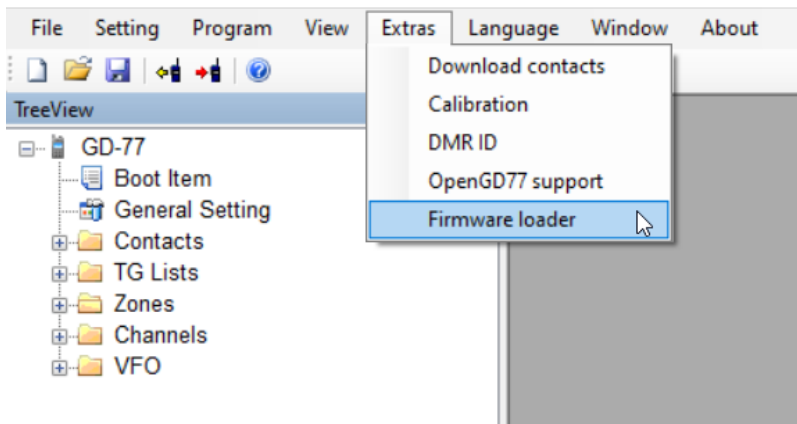 File Setting Program View Extras Language Window About
Download contacts
Calibration
DMR ID
OpenGD77 support
Firmware loader
TreeView
GD-77
Boot Item
General Setting
Contacts
TG Lists
Zones
Channels
VFO